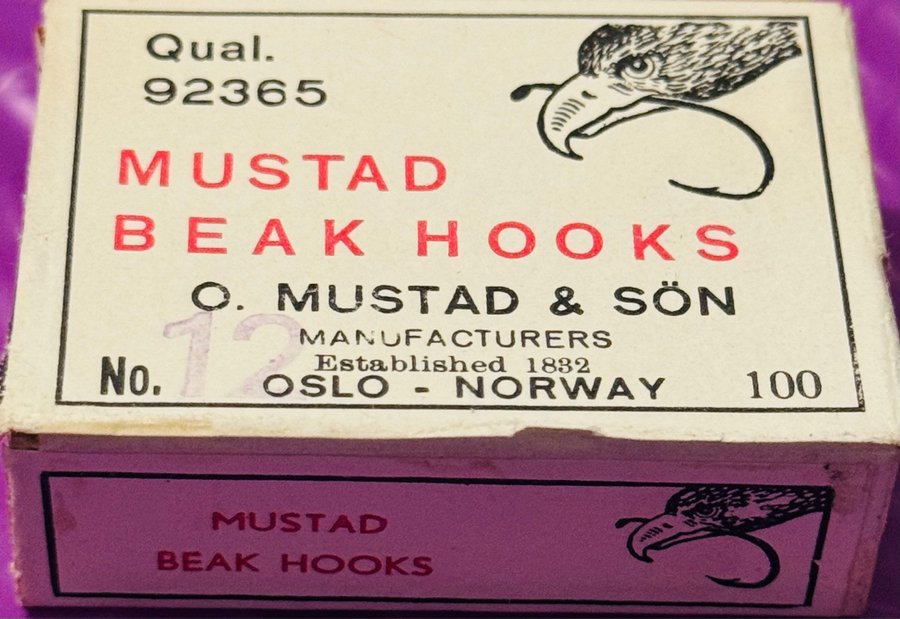 Qual.
92365
MUSTAD
BEAK HOOKS
O. MUSTAD & SÖN
MANUFACTURERS
Established 1832
No. 12 OSLO - NORWAY 100
MUSTAD
BEAK HOOKS